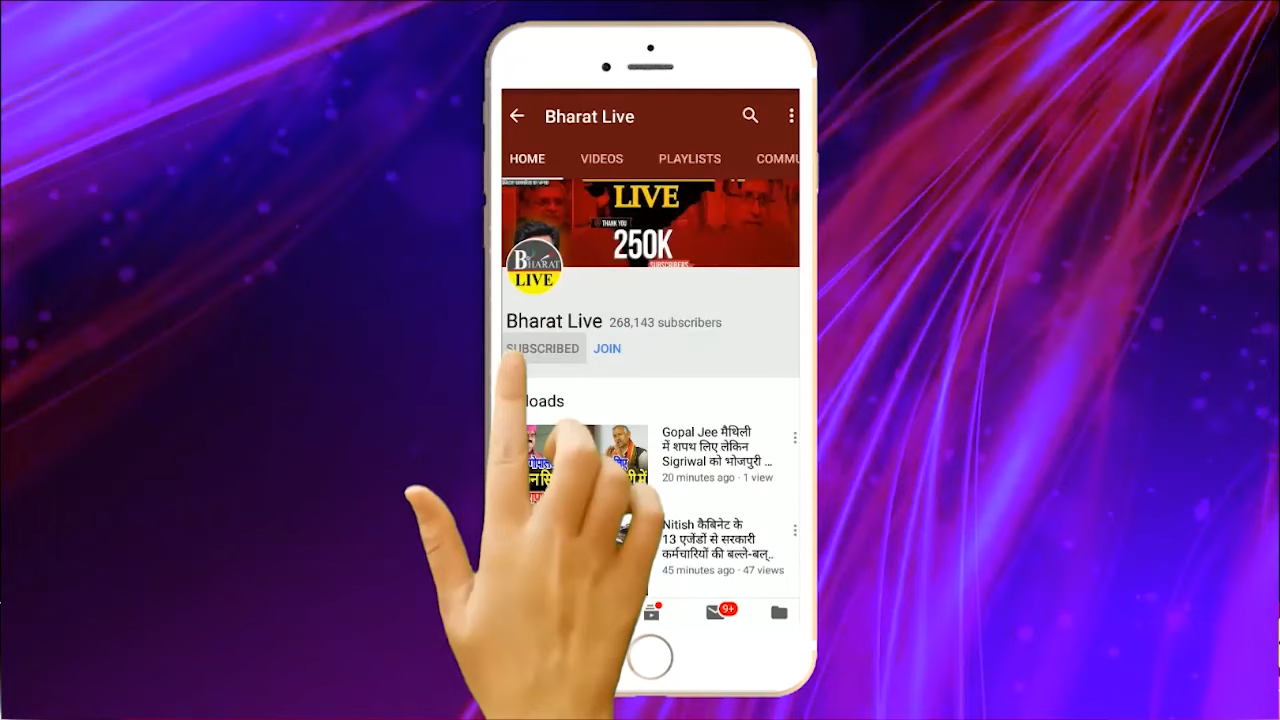 Bharat Live
HOME VIDEOS PLAYLISTS COMMU
LIVE
THANK YOU
250K
SUBSCRIBERS
BHARAT
LIVE
Bharat Live 268,143 subscribers
SUBSCRIBED JOIN
loads
Gopal Jee मैथिली
में शपथ लिए लेकिन
Sigriwal को भोजपुरी ...
20 minutes ago · 1 view
Nitish कैबिनेट के
13 एजेंडों से सरकारी
कर्मचारियों की बल्ले-बल्..
45 minutes ago · 47 views
9+